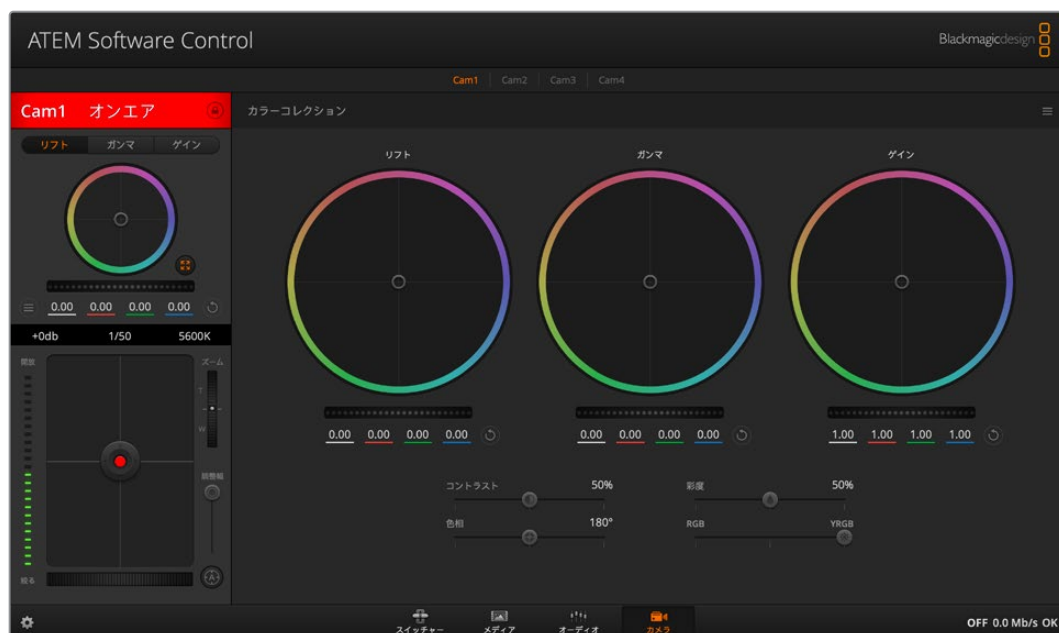 ATEM Software Control
Blackmagicdesign
Cam1 Cam2 Cam3 Cam4
Cam1 オンエア
カラーコレクション
リフト ガンマ ゲイン
リフト ガンマ ゲイン
0.00 0.00 0.00 0.00
+0db 1/50 5600K
開放 ズーム
T
W
調整幅
絞る
A
0.00 0.00 0.00 0.00
0.00 0.00 0.00 0.00
1.00 1.00 1.00 1.00
コントラスト 50%
彩度 50%
色相 180°
RGB YRGB
スイッチャー メディア オーディオ カメラ
OFF 0.0 Mb/s OK